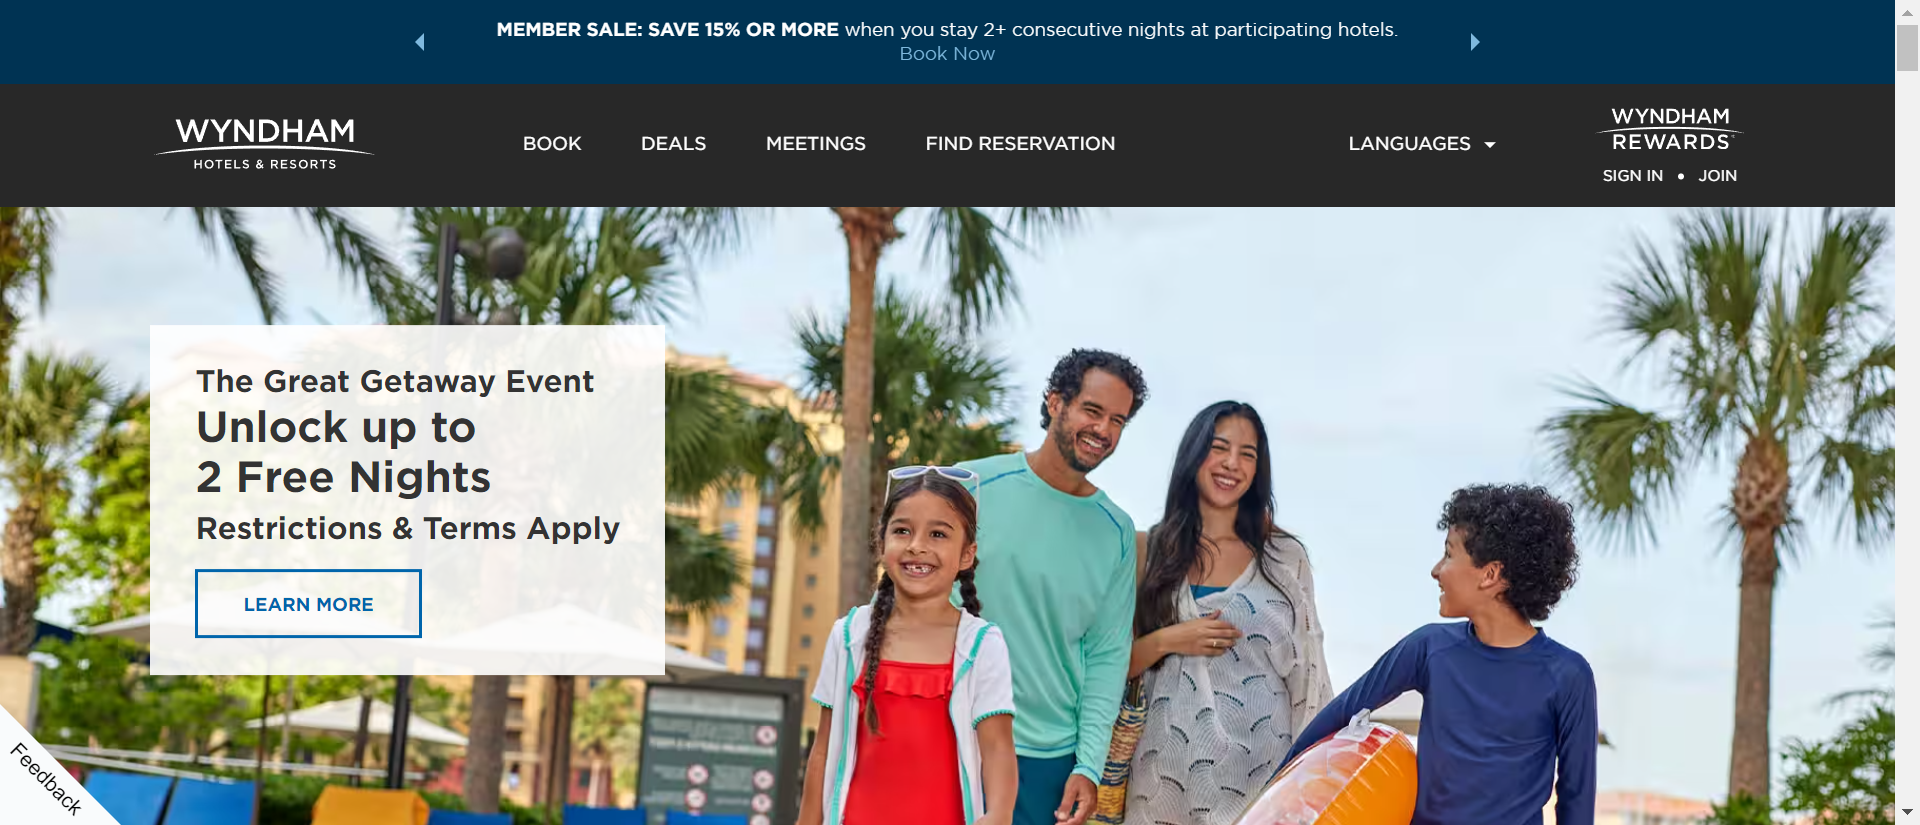 MEMBER SALE: SAVE 15% OR MORE when you stay 2+ consecutive nights at participating hotels.
Book Now
WYNDHAM
HOTELS & RESORTS
BOOK
DEALS
MEETINGS
FIND RESERVATION
LANGUAGES
WYNDHAM
REWARDS
SIGN IN • JOIN
The Great Getaway Event
Unlock up to
2 Free Nights
Restrictions & Terms Apply
LEARN MORE
Feedback